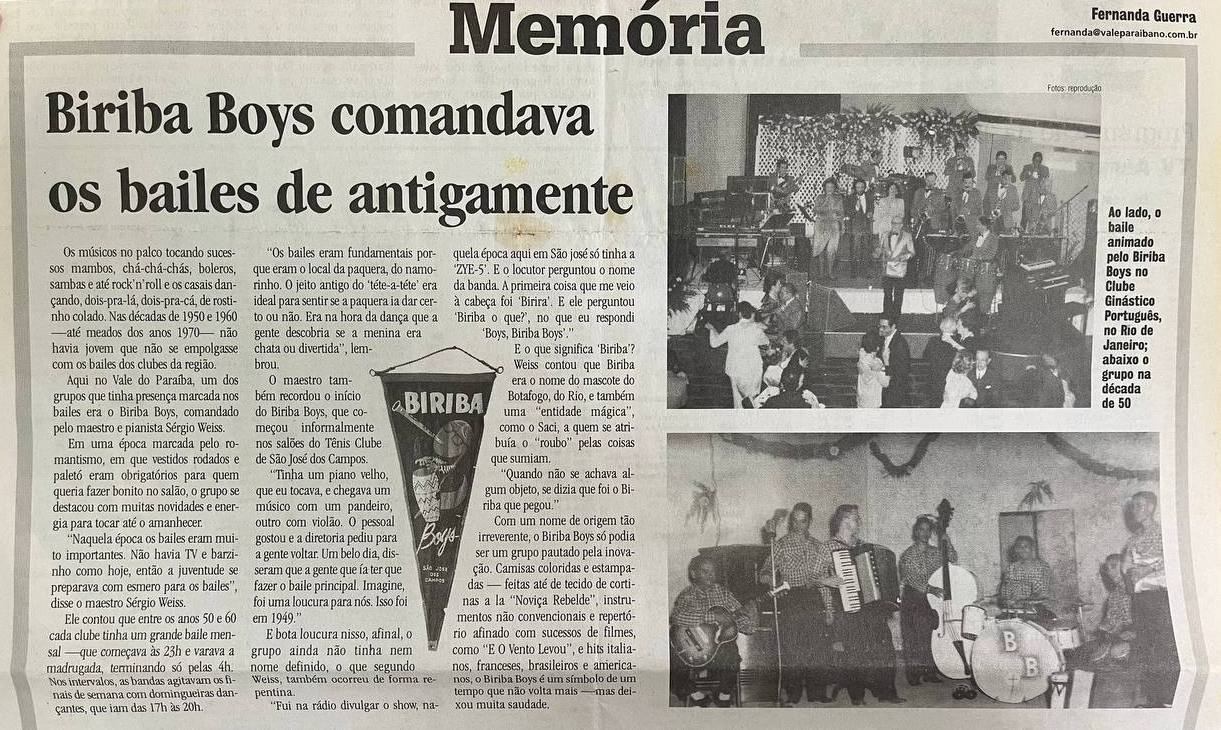 Memória
Fernanda Guerra
fernanda@valeparaibano.com.br
Biriba Boys comandava
os bailes de antigamente
Os músicos no palco tocando suces-
sos mambos, chá-chá-chás, boleros,
sambas e até rock'n'roll e os casais dan-
çando, dois-pra-lá, dois-pra-cá, de rosti-
nho colado. Nas décadas de 1950 e 1960
—até meados dos anos 1970— não
havia jovem que não se empolgasse
com os bailes dos clubes da região.
Aqui no Vale do Paraíba, um dos
grupos que tinha presença marcada nos
bailes era o Biriba Boys, comandado
pelo maestro e pianista Sérgio Weiss.
Em uma época marcada pelo ro-
mantismo, em que vestidos rodados e
paletó eram obrigatórios para quem
queria fazer bonito no salão, o grupo se
destacou com muitas novidades e ener-
gia para tocar até o amanhecer.
“Naquela época os bailes eram mui-
to importantes. Não havia TV e barzi-
nho como hoje, então a juventude se
preparava com esmero para os bailes”,
disse o maestro Sérgio Weiss.
Ele contou que entre os anos 50 e 60
cada clube tinha um grande baile men-
sal —que começava às 23h e varava a
madrugada, terminando só pelas 4h.
Nos intervalos, as bandas agitavam os fi-
nais de semana com domingueiras dan-
çantes, que iam das 17h às 20h.
“Os bailes eram fundamentais por-
que eram o local da paquera, do namo-
rinho. O jeito antigo do ‘téte-a-téte’ era
ideal para sentir se a paquera ia dar cer-
to ou não. Era na hora da dança que a
gente descobria se a menina era
chata ou divertida”, lem-
brou.
O maestro tam-
bém recordou o início
do Biriba Boys, que co-
meçou informalmente
nos salões do Tênis Clube
de São José dos Campos.
“Tinha um piano velho,
que eu tocava, e chegava um
músico com um pandeiro,
outro com violão. O pessoal
gostou e a diretoria pediu para
a gente voltar. Um belo dia, dis-
seram que a gente que ía ter que
fazer o baile principal. Imagine,
foi uma loucura para nós. Isso foi
em 1949.”
E bota loucura nisso, afinal, o
grupo ainda não tinha nem
nome definido, o que segundo
Weiss, também ocorreu de forma re-
pentina.
“Fui na rádio divulgar o show, na-
quela época aqui em São josé só tinha a
‘ZYE-5’. E o locutor perguntou o nome
da banda. A primeira coisa que me veio
à cabeça foi ‘Birira’. E ele perguntou
‘Biriba o que?’, no que eu respondi
‘Boys, Biriba Boys’.”
E o que significa ‘Biriba’?
Weiss contou que Biriba
era o nome do mascote do
Botafogo, do Rio, e também
uma “entidade mágica”,
como o Saci, a quem se atri-
buía o “roubo” pelas coisas
que sumiam.
“Quando não se achava al-
gum objeto, se dizia que foi o Bi-
riba que pegou.”
Com um nome de origem tão
irreverente, o Biriba Boys só podia
ser um grupo pautado pela inova-
ção. Camisas coloridas e estampa-
das — feitas até de tecido de corti-
nas a la “Noviça Rebelde”, instru-
mentos não convencionais e repertó-
rio afinado com sucessos de filmes,
como “E O Vento Levou”, e hits italia-
nos, franceses, brasileiros e america-
nos, o Biriba Boys é um símbolo de um
tempo que não volta mais —mas dei-
xou muita saudade.
BIRIBA
Boys
SÃO JOSÉ
DOS
CAMPOS
Fotos: reprodução
Ao lado, o
baile
animado
pelo Biriba
Boys no
Clube
Ginástico
Português,
no Rio de
Janeiro;
abaixo o
grupo na
década
de 50
B
B